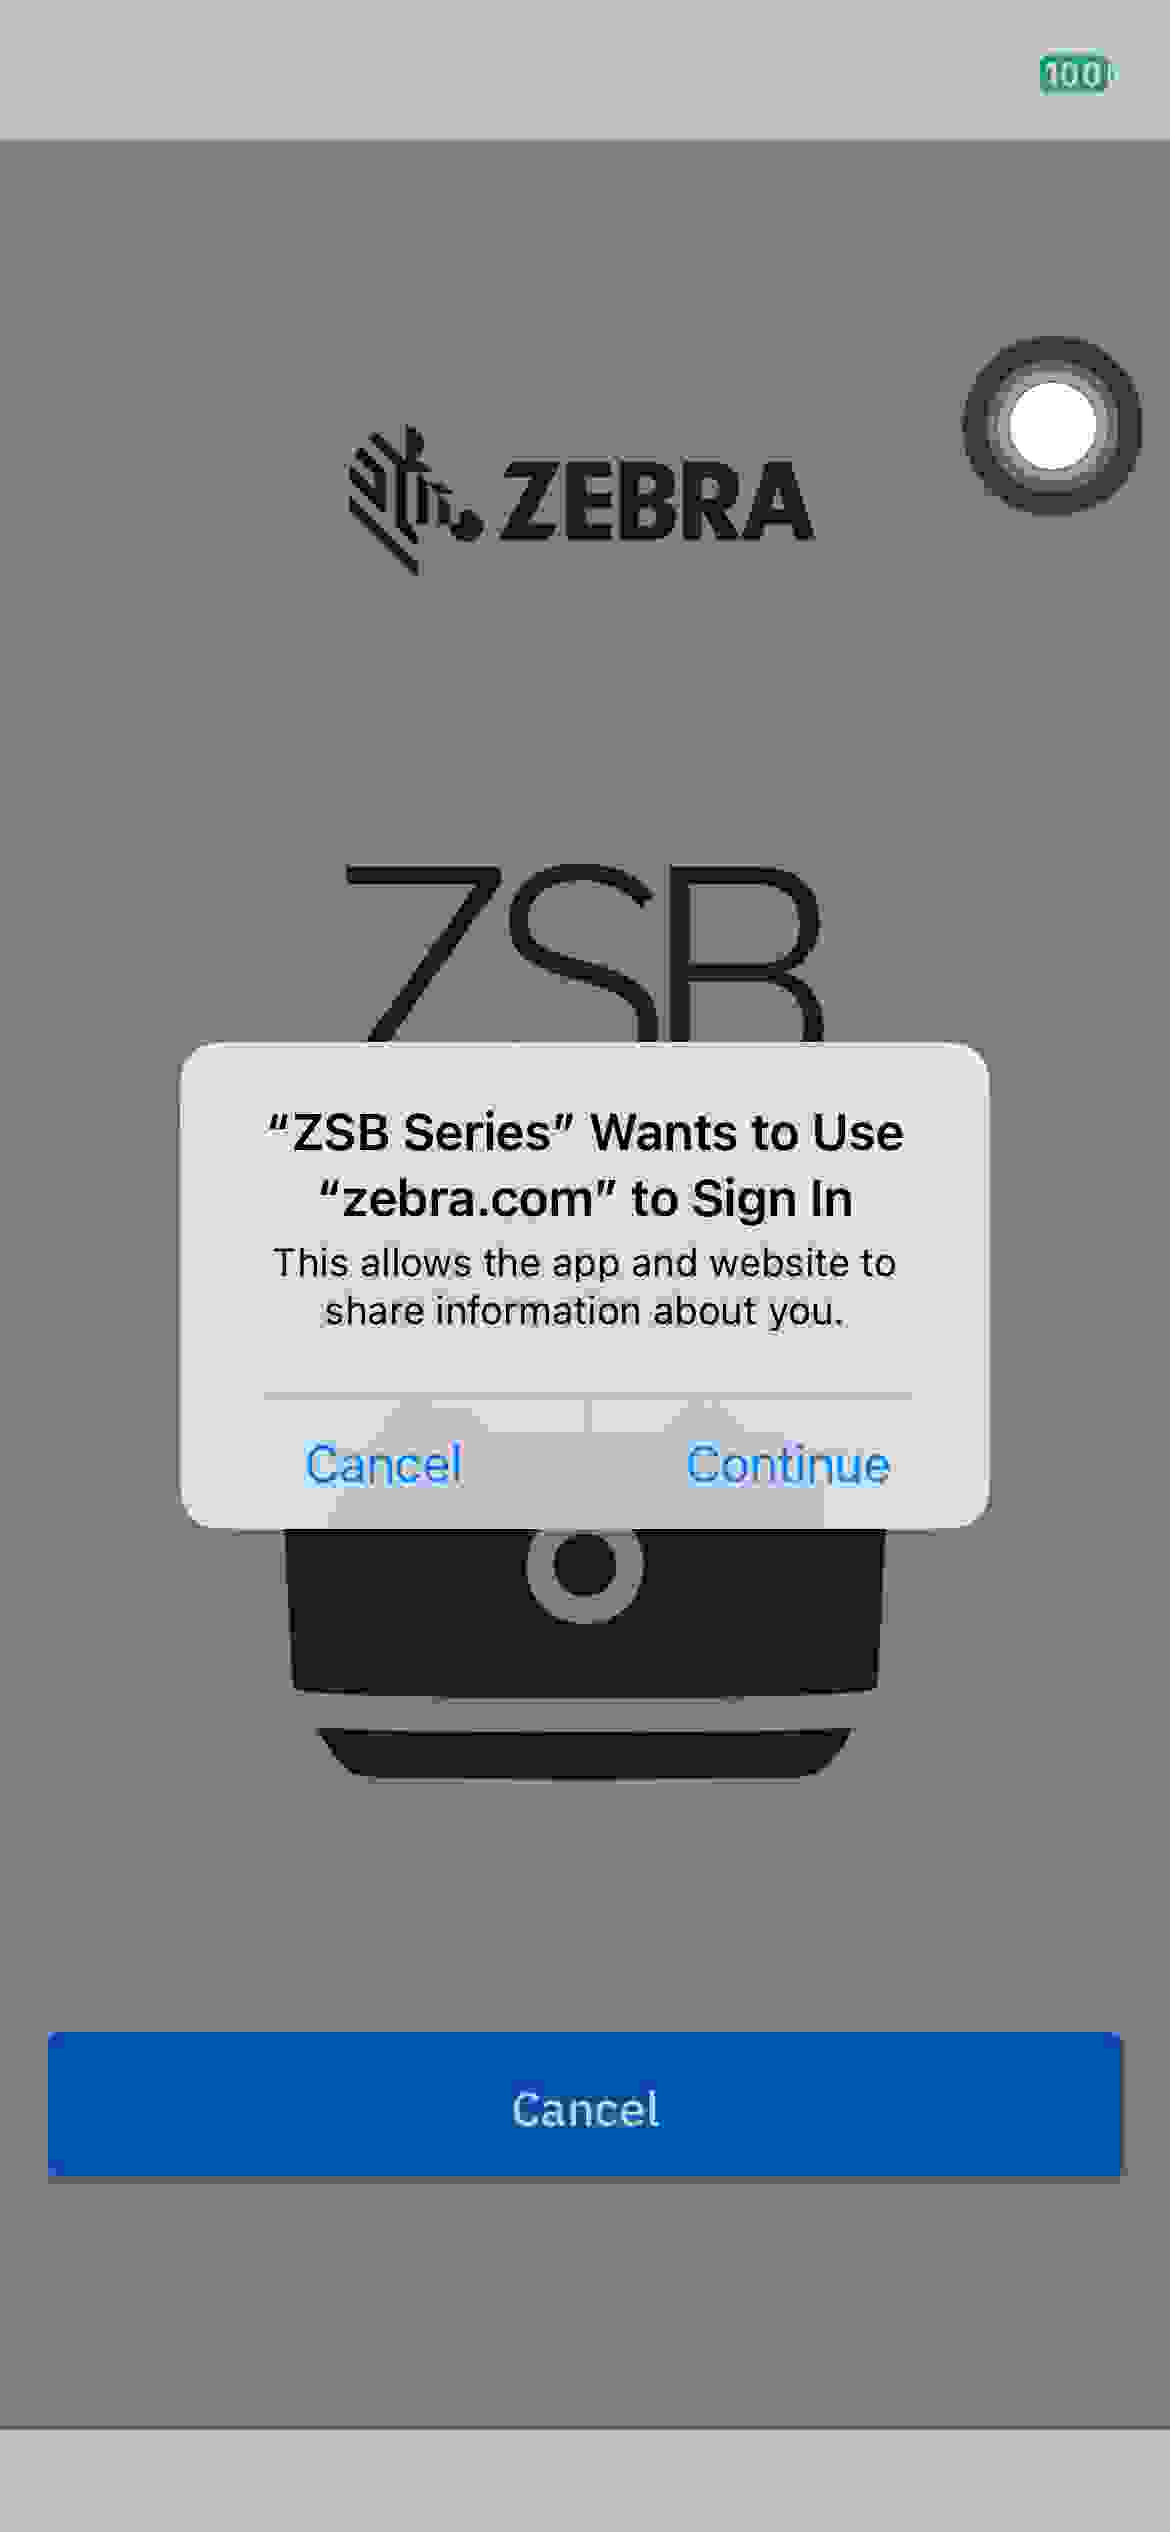 100
ZEBRA
ZSB
“ZSB Series” Wants to Use
“zebra.com” to Sign In
This allows the app and website to
share information about you.
Cancel
Continue
Cancel